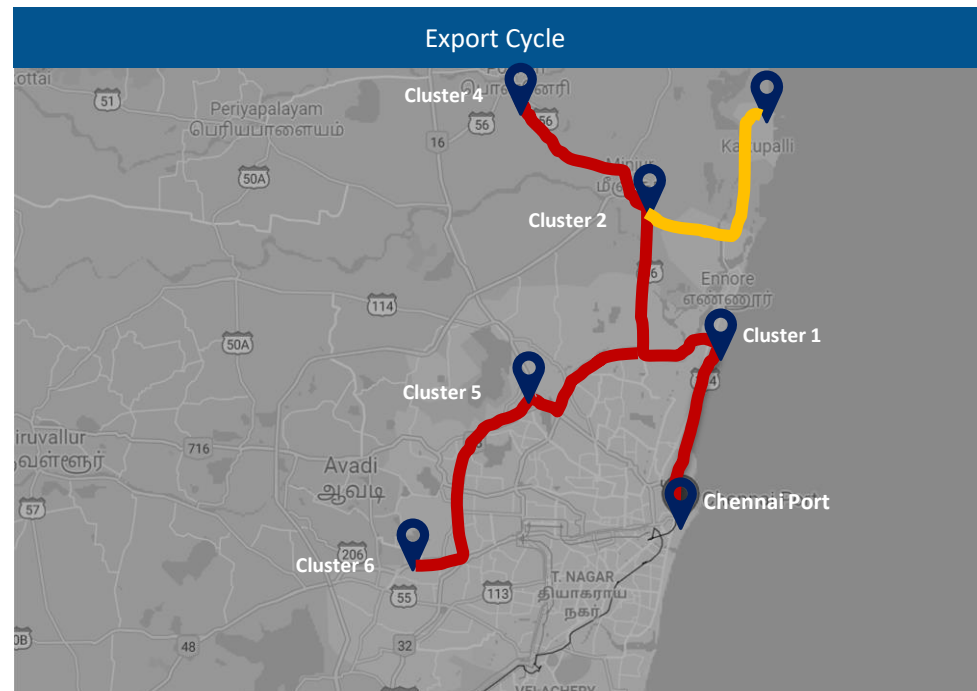 Export Cycle
51
Periyapalayam
பெரியபாளையம்
Cluster 4
56
56
16
50A
Cluster 2
Ennore
எண்ணூர்
114
50A
Cluster 1
Cluster 5
716
Avadi
ஆவடி
57
Chennai Port
206
Cluster 6
55
113
T. NAGAR
தியாகராய
நகர்
32
48